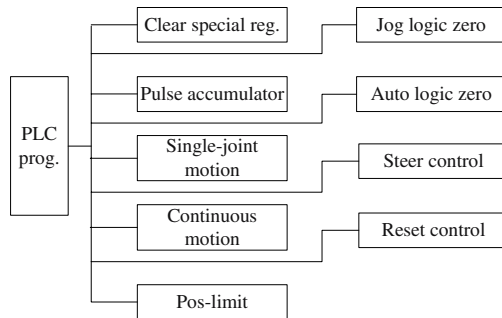 Clear special reg.
Jog logic zero
Pulse accumulator
Auto logic zero
PLC
prog.
Single-joint
motion
Steer control
Continuous
motion
Reset control
Pos-limit